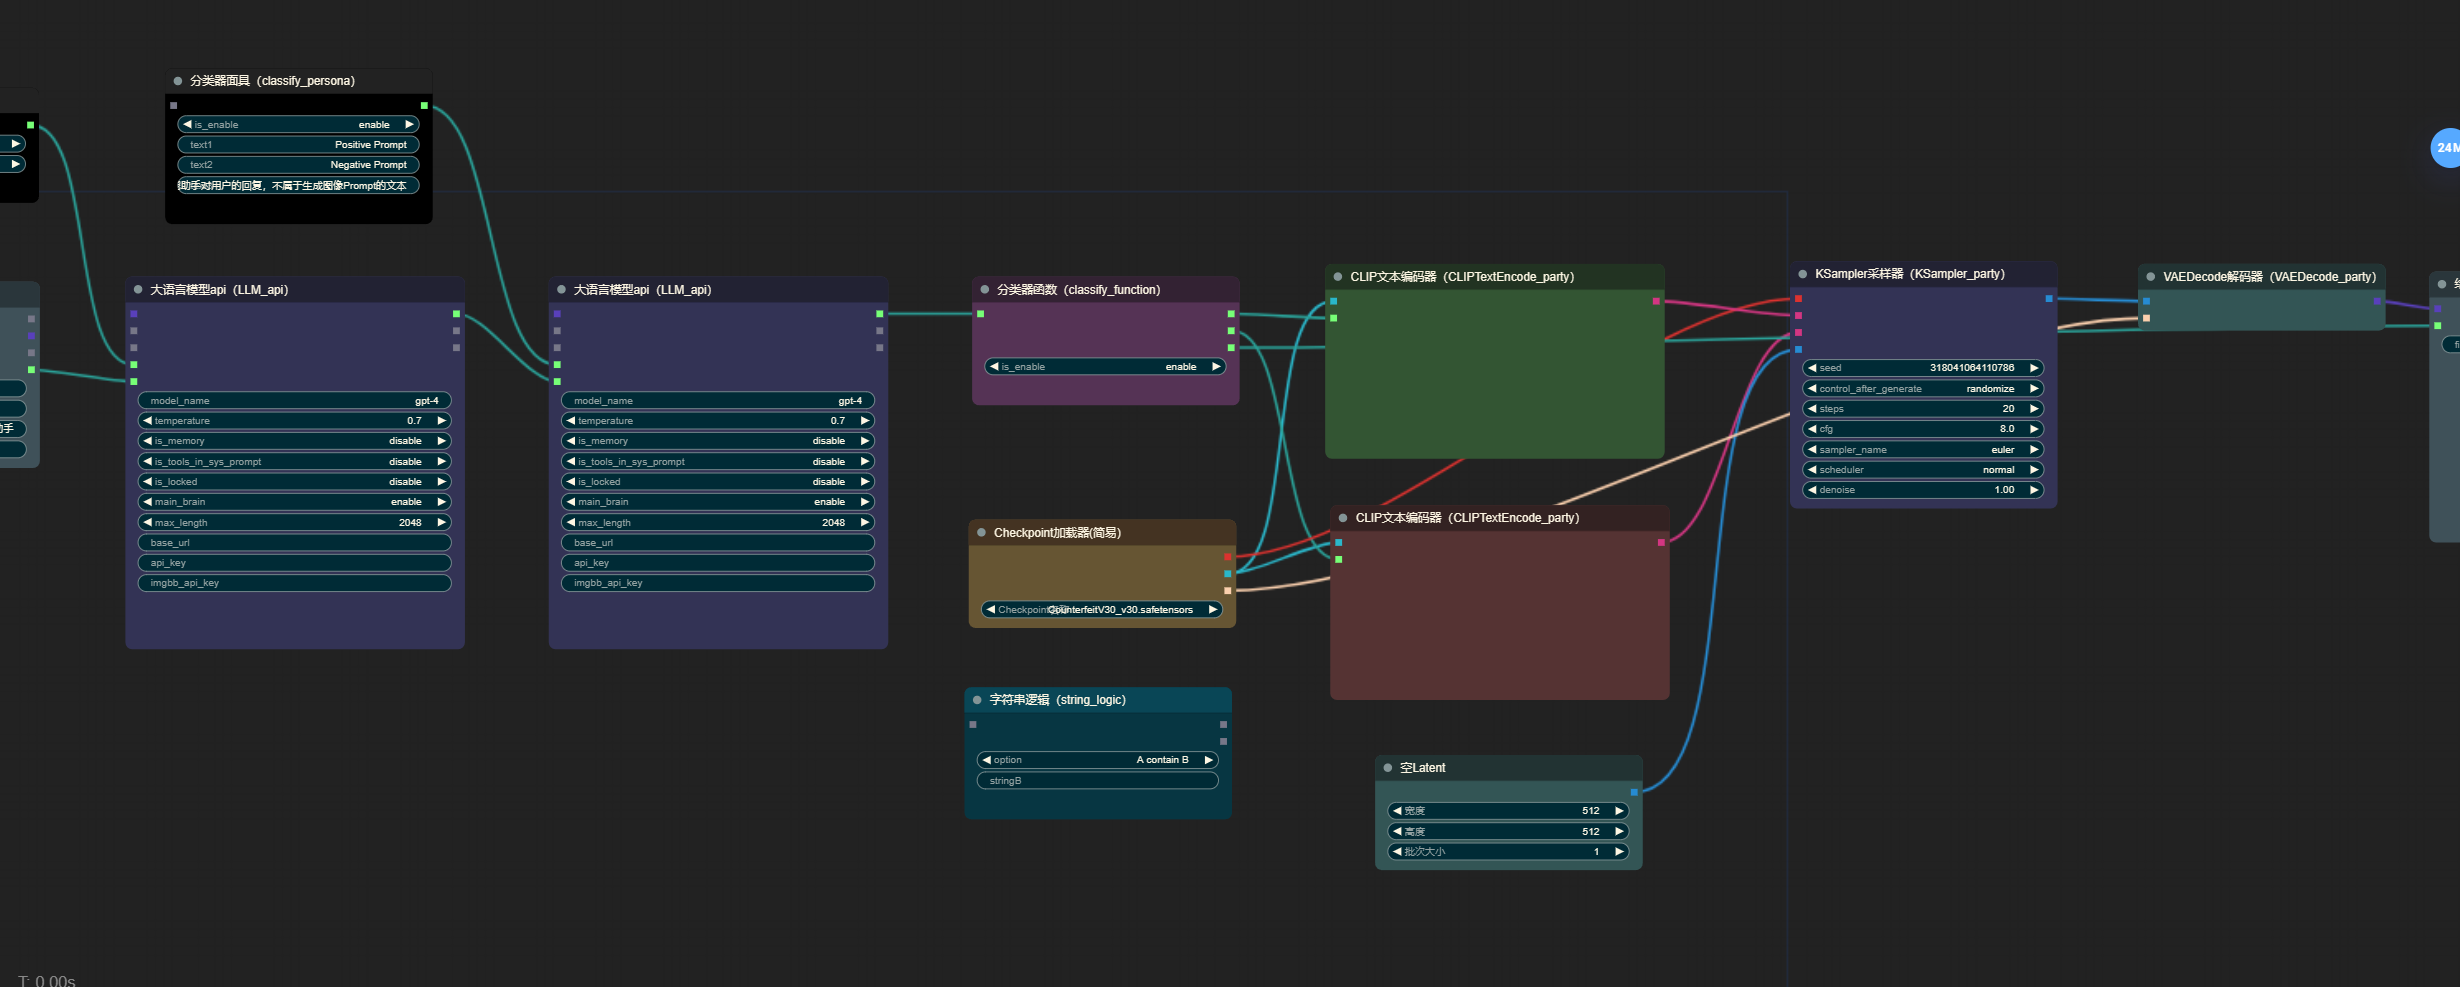 分类器面具（classify_persona）
is_enable enable
text1 Positive Prompt
text2 Negative Prompt
助手对用户的回复，不属于生成图像Prompt的文本
24M
大语言模型api（LLM_api）
model_name gpt-4
temperature 0.7
is_memory disable
is_tools_in_sys_prompt disable
is_locked disable
main_brain enable
max_length 2048
base_url
api_key
imgbb_api_key
大语言模型api（LLM_api）
model_name gpt-4
temperature 0.7
is_memory disable
is_tools_in_sys_prompt disable
is_locked disable
main_brain enable
max_length 2048
base_url
api_key
imgbb_api_key
分类器函数（classify_function）
is_enable enable
Checkpoint加载器(简易)
Checkpoint CounterfeitV30_v30.safetensors
字符串逻辑（string_logic）
option A contain B
stringB
CLIP文本编码器（CLIPTextEncode_party）
CLIP文本编码器（CLIPTextEncode_party）
空Latent
宽度 512
高度 512
批次大小 1
KSampler采样器（KSampler_party）
seed 318041064110786
control_after_generate randomize
steps 20
cfg 8.0
sampler_name euler
scheduler normal
denoise 1.00
VAEDecode解码器（VAEDecode_party）
fi
手
T: 0.00s